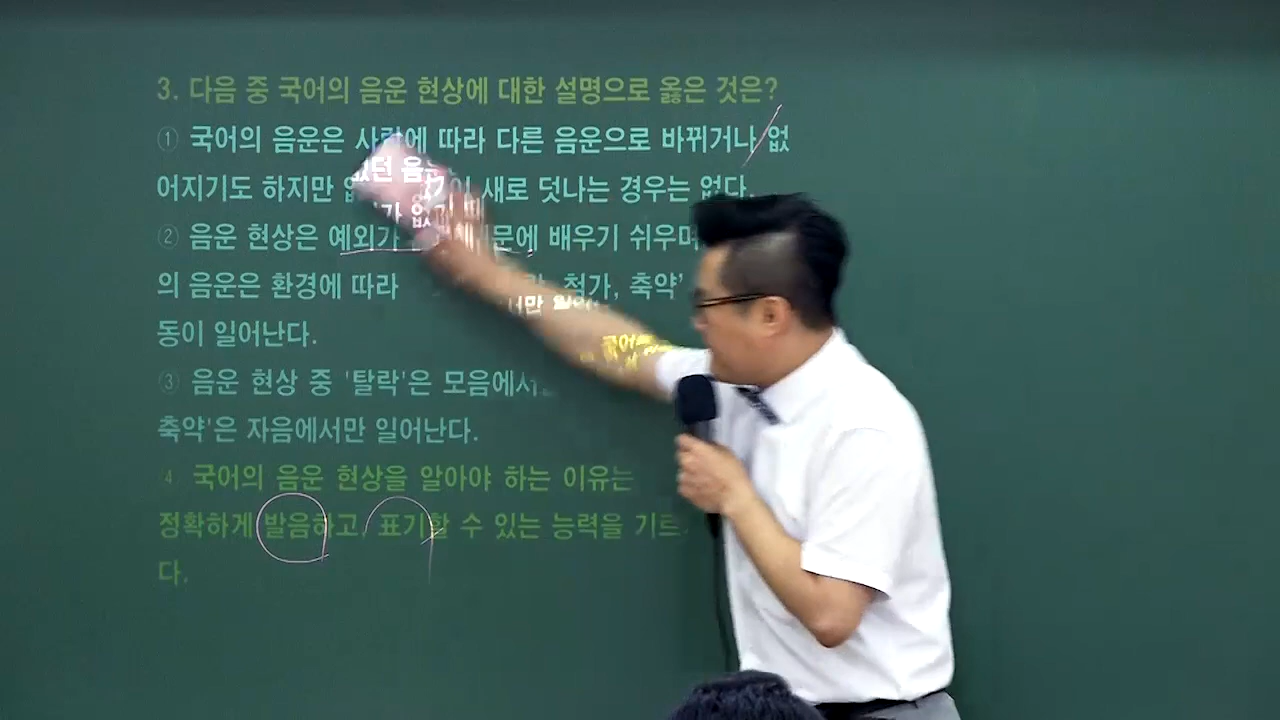 3. 다음 중 국어의 음운 현상에 대한 설명으로 옳은 것은?
① 국어의 음운은 사람에 따라 다른 음운으로 바뀌거나 없
어지기도 하지만 새로 덧나는 경우는 없다.
② 음운 현상은 예외가 배우기 쉬우며
의 음운은 환경에 따라 첨가, 축약'
동이 일어난다.
③ 음운 현상 중 '탈락'은 모음에서
축약'은 자음에서만 일어난다.
4 국어의 음운 현상을 알아야 하는 이유는
정확하게 발음하고, 표기할 수 있는 능력을 기르
다.